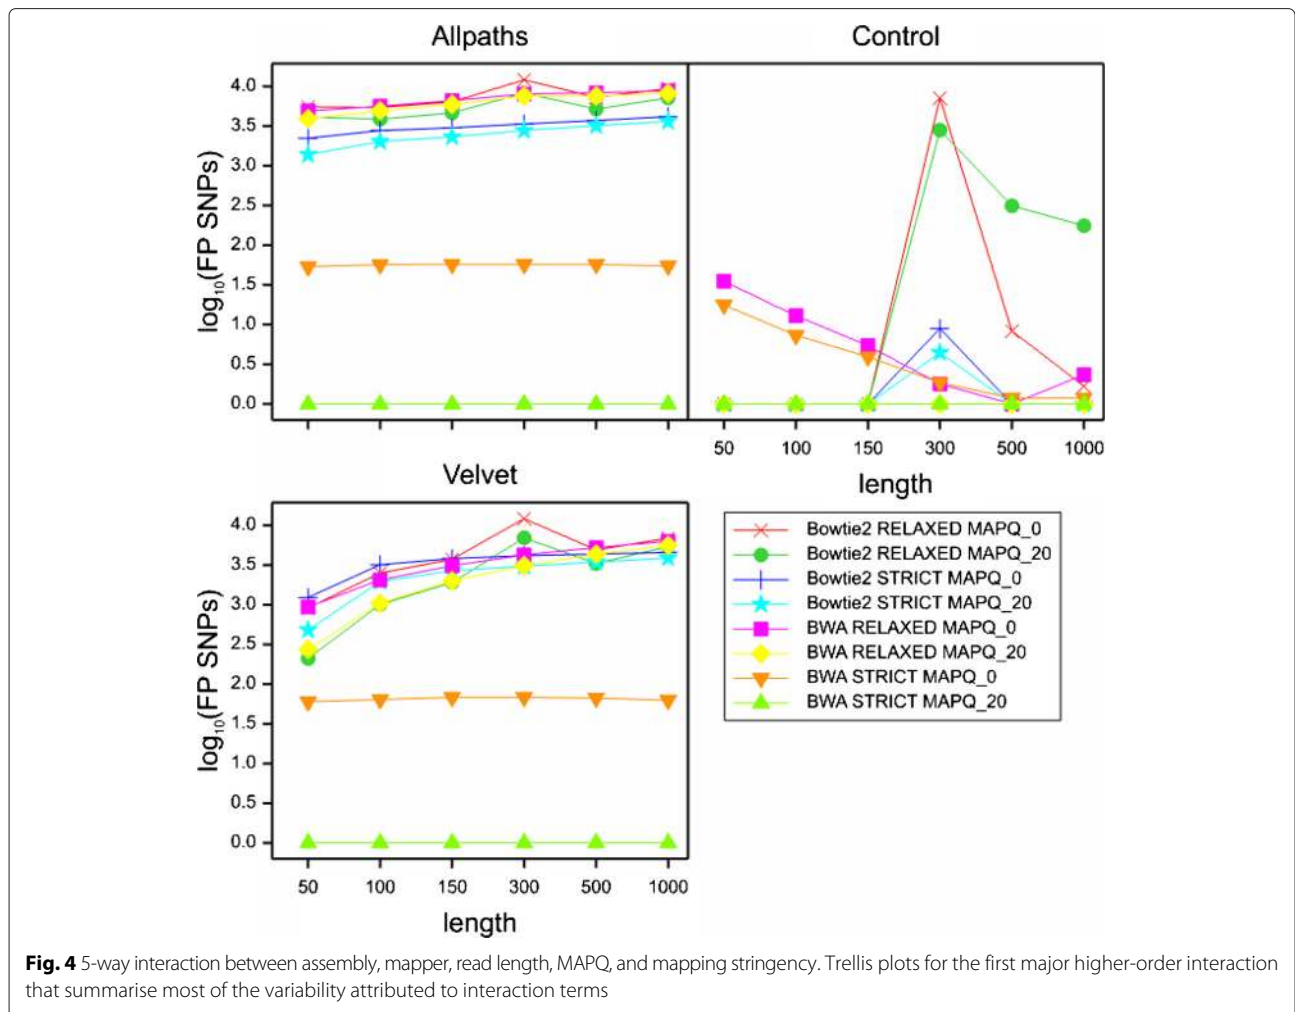 Allpaths
Control
log10(FP SNPs)
4.0
3.5
3.0
2.5
2.0
1.5
1.0
0.5
0.0
50 100 150 300 500 1000
length
Velvet
log10(FP SNPs)
4.0
3.5
3.0
2.5
2.0
1.5
1.0
0.5
0.0
50 100 150 300 500 1000
length
Bowtie2 RELAXED MAPQ_0
Bowtie2 RELAXED MAPQ_20
Bowtie2 STRICT MAPQ_0
Bowtie2 STRICT MAPQ_20
BWA RELAXED MAPQ_0
BWA RELAXED MAPQ_20
BWA STRICT MAPQ_0
BWA STRICT MAPQ_20
Fig. 4 5-way interaction between assembly, mapper, read length, MAPQ, and mapping stringency. Trellis plots for the first major higher-order interaction
that summarise most of the variability attributed to interaction terms